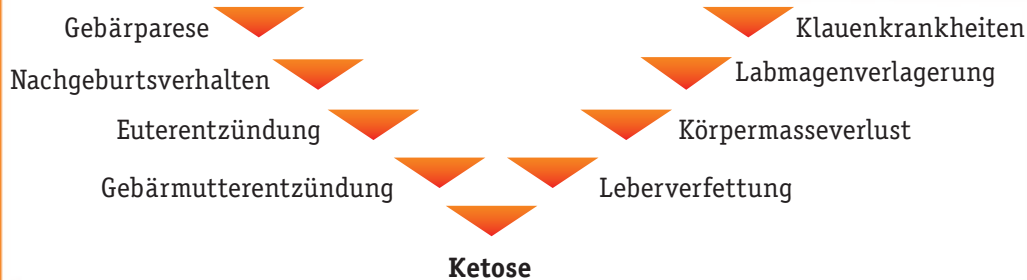 Gebärparese
Klauenkrankheiten
Nachgeburtsverhalten
Labmagenverlagerung
Euterentzündung
Körpermasseverlust
Gebärmutterentzündung
Leberverfettung
Ketose